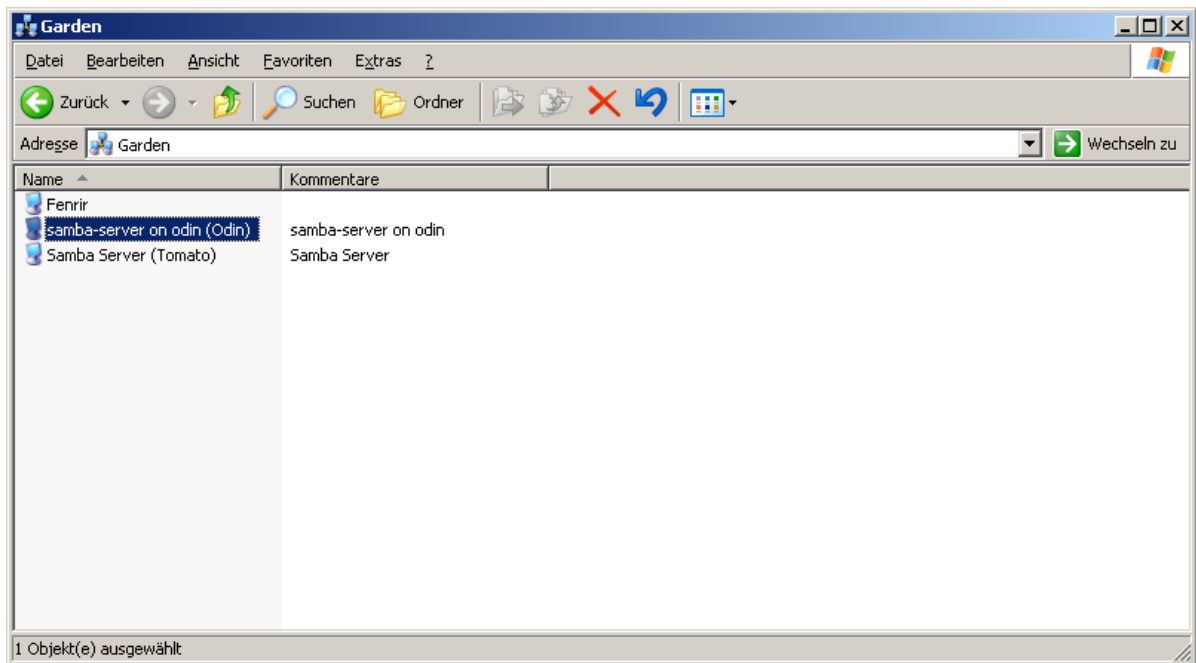 Garden
Datei Bearbeiten Ansicht Favoriten Extras ?
Zurück Suchen Ordner
Adresse Garden Wechseln zu
Name Kommentare
Fenrir
samba-server on odin (Odin) samba-server on odin
Samba Server (Tomato) Samba Server
1 Objekt(e) ausgewählt